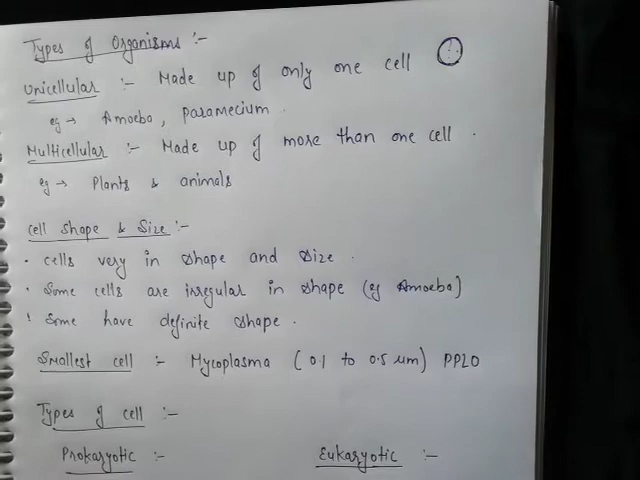 Types of Organisms :-
Unicellular :- Made up of only one cell
eg → Amoeba, paramecium.
Multicellular :- Made up of more than one cell.
eg → Plants & animals
Cell Shape & Size :-
· cells very in shape and size.
· Some cells are irregular in shape (eg Amoeba)
· Some have definite shape.
Smallest cell :- Mycoplasma (0.1 to 0.5 um) PPLO
Types of cell :-
Prokaryotic :- Eukaryotic :-